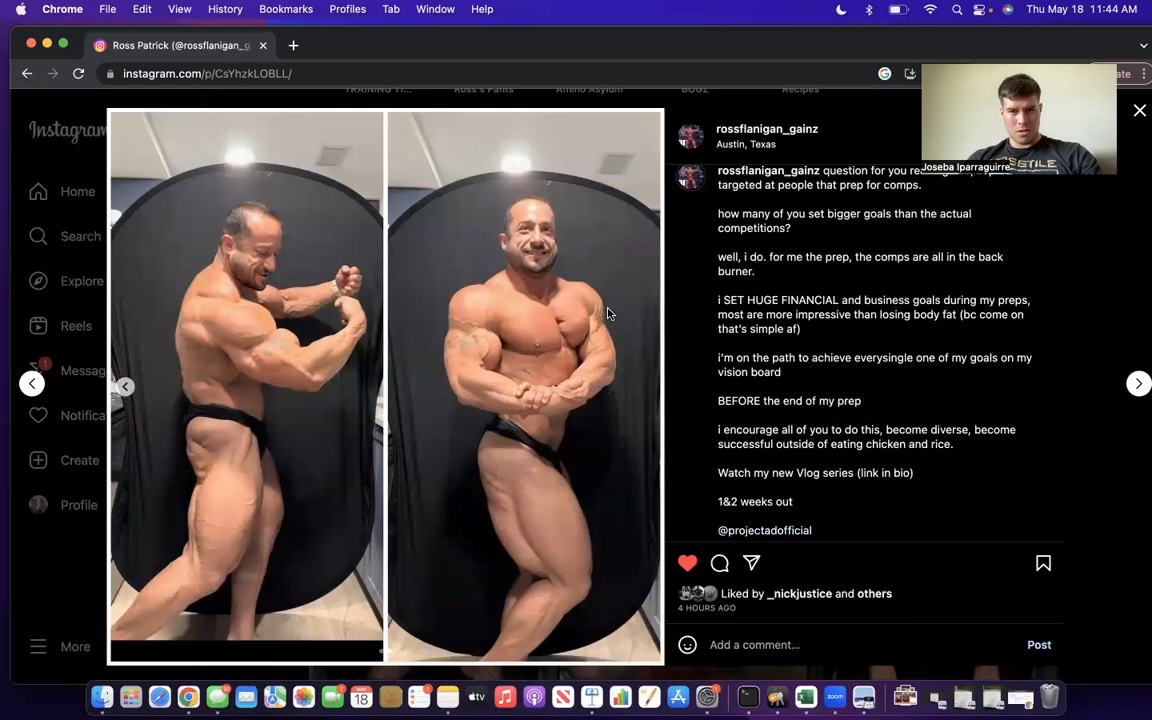 Chrome File Edit View History Bookmarks Profiles Tab Window Help Thu May 18 11:44 AM
Ross Patrick (@rossflanigan_g
instagram.com/p/CsYhzkLOBLL/
Ross's Pants Amino Asylum BOGZ Recipes
Instagram
Home
Search
Explore
Reels
Messag
Notifica
Create
Profile
More
Joseba Iparraguirre
rossflanigan_gainz
Austin, Texas
rossflanigan_gainz question for you
targeted at people that prep for comps.
how many of you set bigger goals than the actual
competitions?
well, i do. for me the prep, the comps are all in the back
burner.
i SET HUGE FINANCIAL and business goals during my preps,
most are more impressive than losing body fat (bc come on
that's simple af)
i'm on the path to achieve everysingle one of my goals on my
vision board
BEFORE the end of my prep
i encourage all of you to do this, become diverse, become
successful outside of eating chicken and rice.
Watch my new Vlog series (link in bio)
1&2 weeks out
@projectadofficial
Liked by _nickjustice and others
4 HOURS AGO
Add a comment...
Post